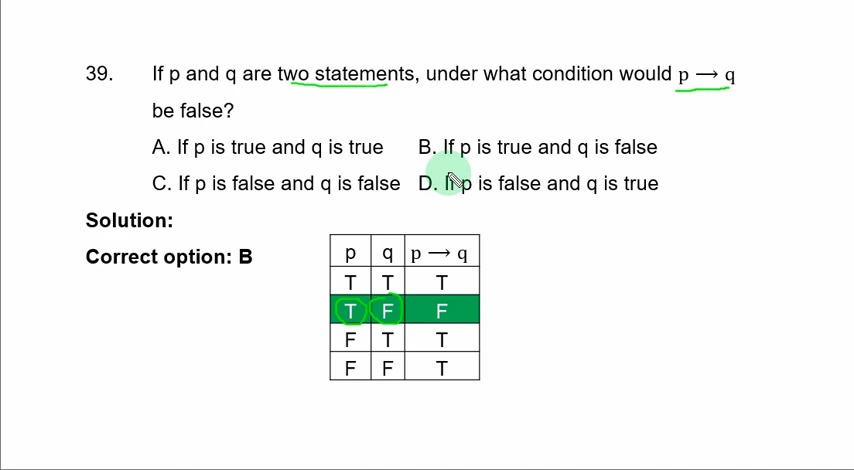 39. If p and q are two statements, under what condition would p → q
be false?
A. If p is true and q is true B. If p is true and q is false
C. If p is false and q is false D. If p is false and q is true
Solution:
Correct option: B
p q p → q
T T T
T F F
F T T
F F T